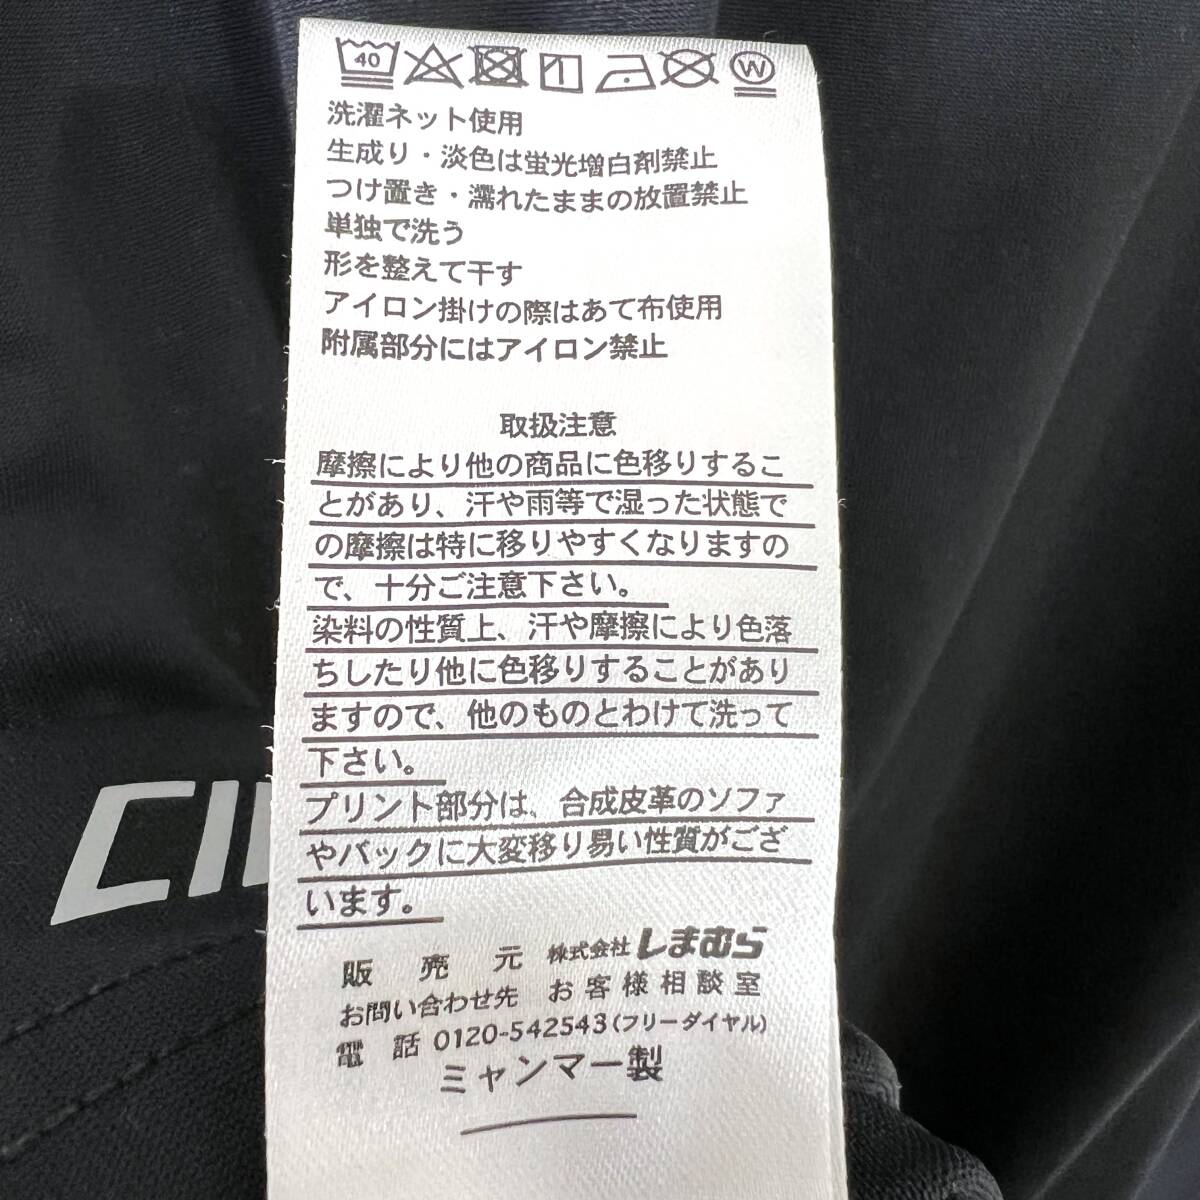 40
W
洗濯ネット使用
生成り・淡色は蛍光増白剤禁止
つけ置き・濡れたままの放置禁止
単独で洗う
形を整えて干す
アイロン掛けの際はあて布使用
附属部分にはアイロン禁止
取扱注意
摩擦により他の商品に色移りするこ
とがあり、汗や雨等で湿った状態で
の摩擦は特に移りやすくなりますの
で、十分ご注意下さい。
染料の性質上、汗や摩擦により色落
ちしたり他に色移りすることがあり
ますので、他のものとわけて洗って
下さい。
プリント部分は、合成皮革のソファ
やバックに大変移り易い性質がござ
います。
販売元 株式会社しまむら
お問い合わせ先 お客様相談室
電話 0120-542543(フリーダイヤル)
ミャンマー製